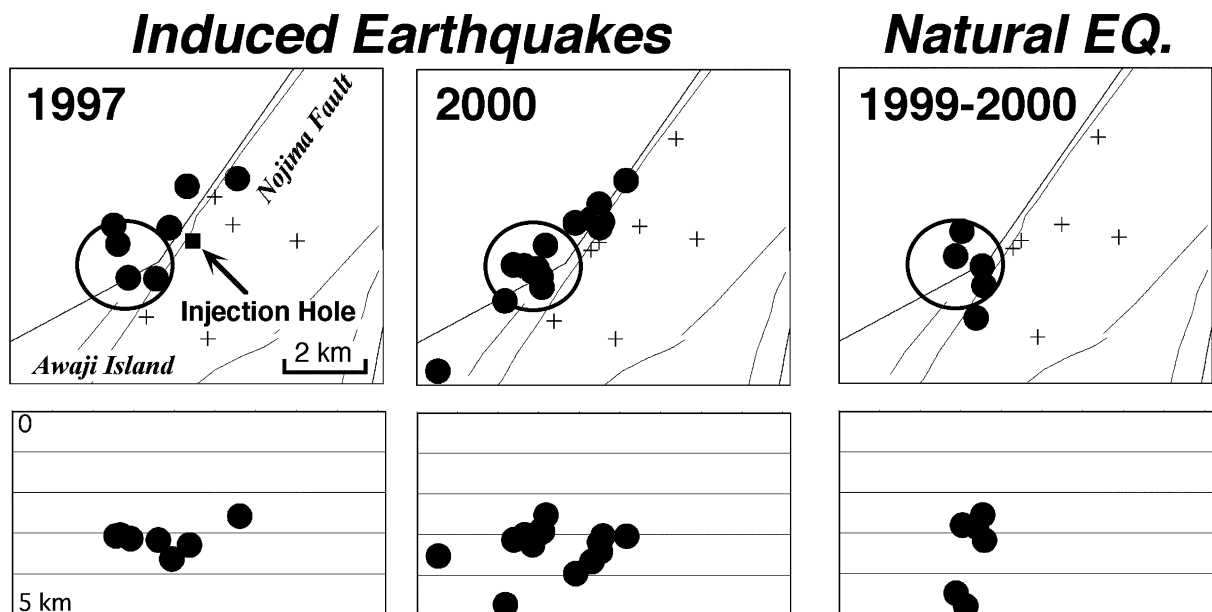 Induced Earthquakes
Natural EQ.
1997
Nojima Fault
Injection Hole
Awaji Island
2 km
2000
1999-2000
0
5 km